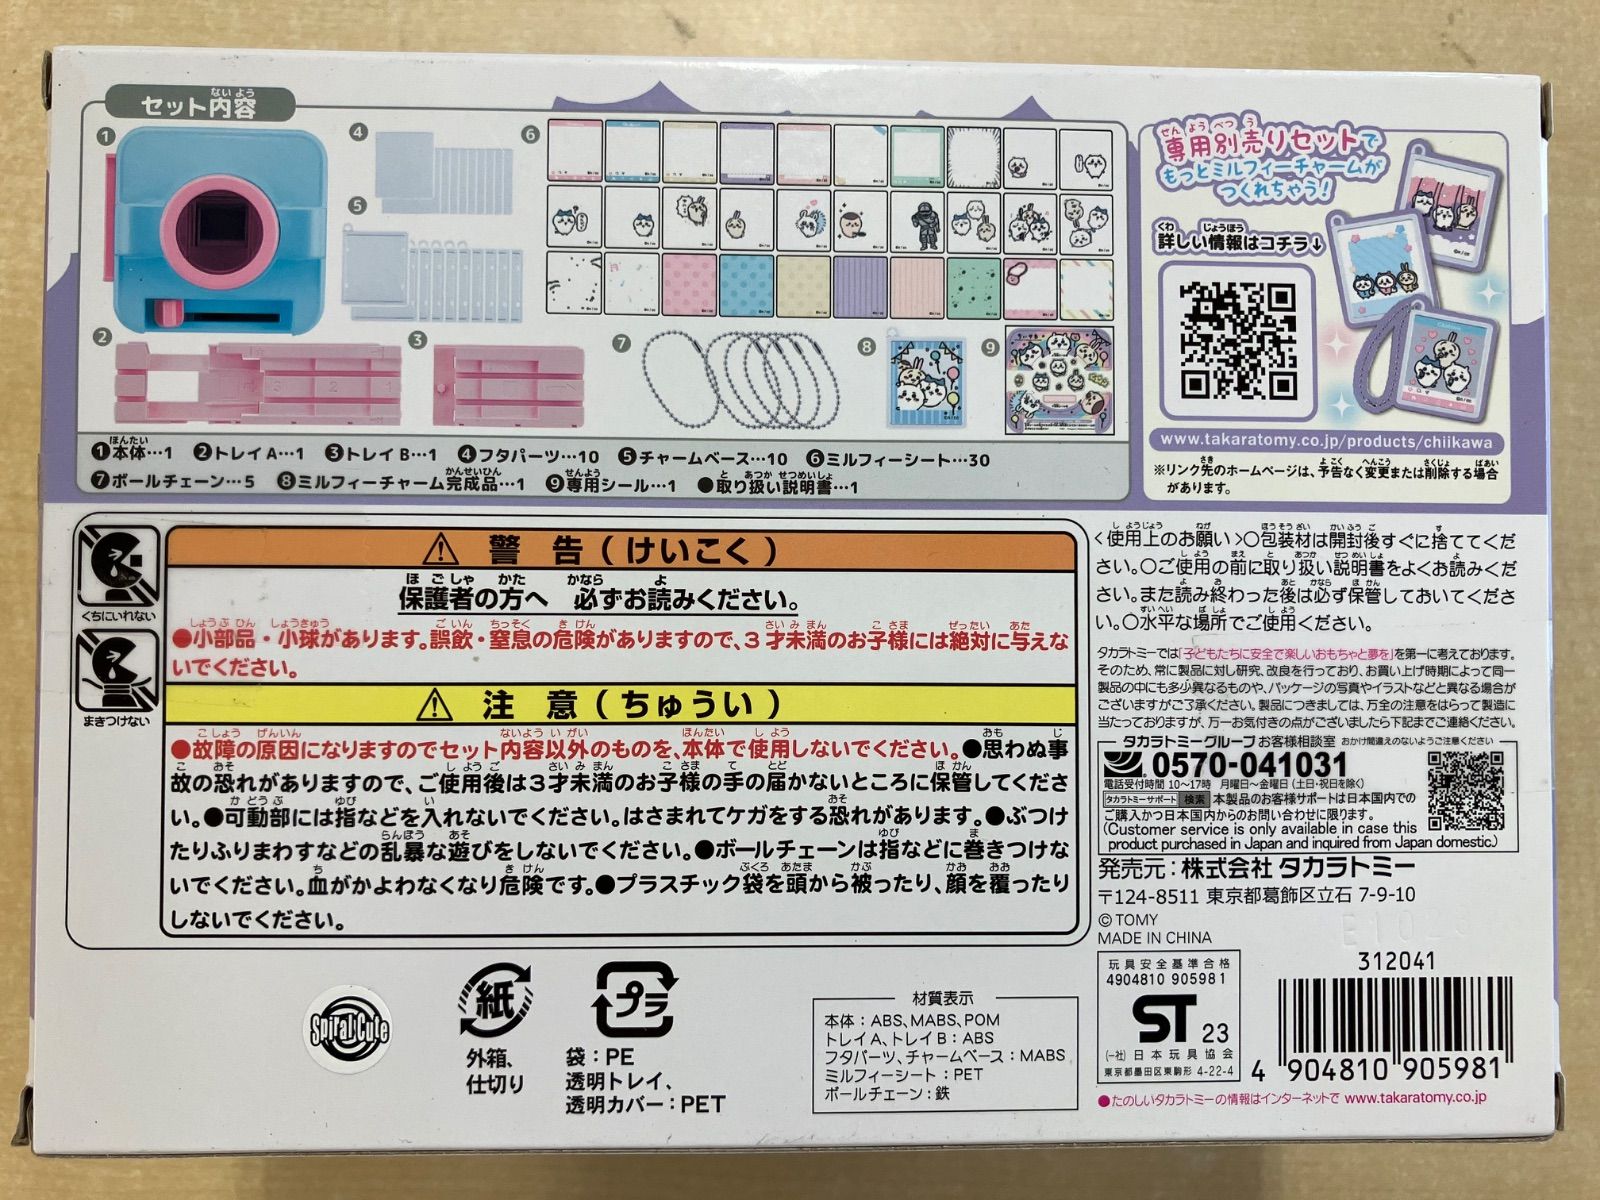 セット内容
ないよう
❶本体…1 ❷トレイA…1 ❸トレイB…1 ❹フタパーツ…10 ❺チャームベース…10 ❻ミルフィーシート…30
❼ボールチェーン…5 ❽ミルフィーチャーム完成品…1 ❾専用シール…1 ●取り扱い説明書…1
専用別売りセットで
もっとミルフィーチャームが
つくれちゃう!
詳しい情報はコチラ↓
www.takaratomy.co.jp/products/chiikawa
※リンク先のホームページは、予告なく変更または削除する場合
があります。
くちにいれない
まきつけない
⚠ 警告(けいこく)
保護者の方へ 必ずお読みください。
●小部品・小球があります。誤飲・窒息の危険がありますので、3才未満のお子様には絶対に与えな
いでください。
⚠ 注意(ちゅうい)
●故障の原因になりますのでセット内容以外のものを、本体で使用しないでください。●思わぬ事
故の恐れがありますので、ご使用後は3才未満のお子様の手の届かないところに保管してくださ
い。●可動部には指などを入れないでください。はさまれてケガをする恐れがあります。●ぶつけ
たりふりまわすなどの乱暴な遊びをしないでください。●ボールチェーンは指などに巻きつけな
いでください。血がかよわなくなり危険です。●プラスチック袋を頭から被ったり、顔を覆ったり
しないでください。
〈使用上のお願い〉○包装材は開封後すぐに捨ててくだ
さい。○ご使用の前に取り扱い説明書をよくお読みくだ
さい。また読み終わった後は必ず保管しておいてくださ
い。○水平な場所でご使用ください。
タカラトミーでは「子どもたちに安全で楽しいおもちゃと夢を」を第一に考えております。
そのため、常に製品に対し研究、改良を行っており、お買い上げ時期によって同一
製品の中にも多少異なるものや、パッケージの写真やイラストなどと異なる場合が
ございますがご了承ください。製品につきましては、万全の注意をはらって製造に
当たっておりますが、万一お気付きの点がございましたら下記までご連絡ください。
タカラトミーグループ お客様相談室 おかけ間違えのないようご注意ください
0570-041031
電話受付時間 10〜17時 月曜日〜金曜日(土日・祝日を除く)
タカラトミーサポート 検索 本製品のお客様サポートは日本国内での
ご購入かつ日本国内からのお問い合わせに限ります。
(Customer service is only available in case this
product purchased in Japan and inquired from Japan domestic.)
発売元:株式会社 タカラトミー
〒124-8511 東京都葛飾区立石 7-9-10
© TOMY
MADE IN CHINA
玩具安全基準合格
4904810 905981
ST 23
(一社)日本玩具協会
東京都墨田区東駒形 4-22-4
312041
4 904810 905981
●たのしいタカラトミーの情報はインターネットで www.takaratomy.co.jp
Spiral Cute
紙
外箱、
仕切り
プラ
袋:PE
透明トレイ、
透明カバー:PET
材質表示
本体:ABS、MABS、POM
トレイA、トレイB:ABS
フタパーツ、チャームベース:MABS
ミルフィーシート:PET
ボールチェーン:鉄